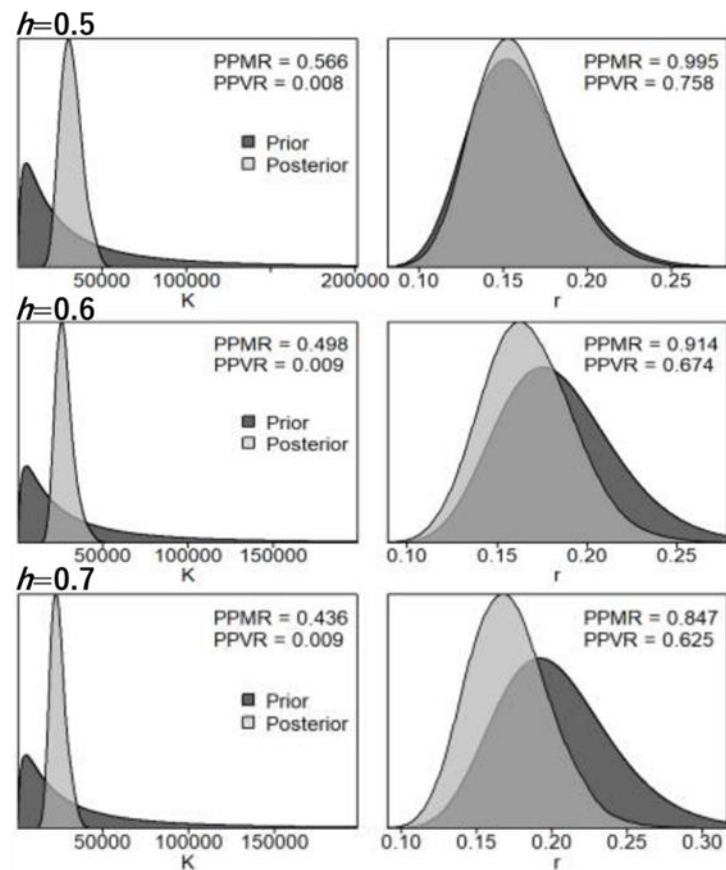 h=0.5
PPMR = 0.566
PPVR = 0.008
Prior
Posterior
50000 100000 200000
K
PPMR = 0.995
PPVR = 0.758
0.10 0.15 0.20 0.25
r
h=0.6
PPMR = 0.498
PPVR = 0.009
Prior
Posterior
50000 100000 150000
K
PPMR = 0.914
PPVR = 0.674
0.10 0.15 0.20 0.25
r
h=0.7
PPMR = 0.436
PPVR = 0.009
Prior
Posterior
50000 100000 150000
K
PPMR = 0.847
PPVR = 0.625
0.10 0.15 0.20 0.25 0.30
r